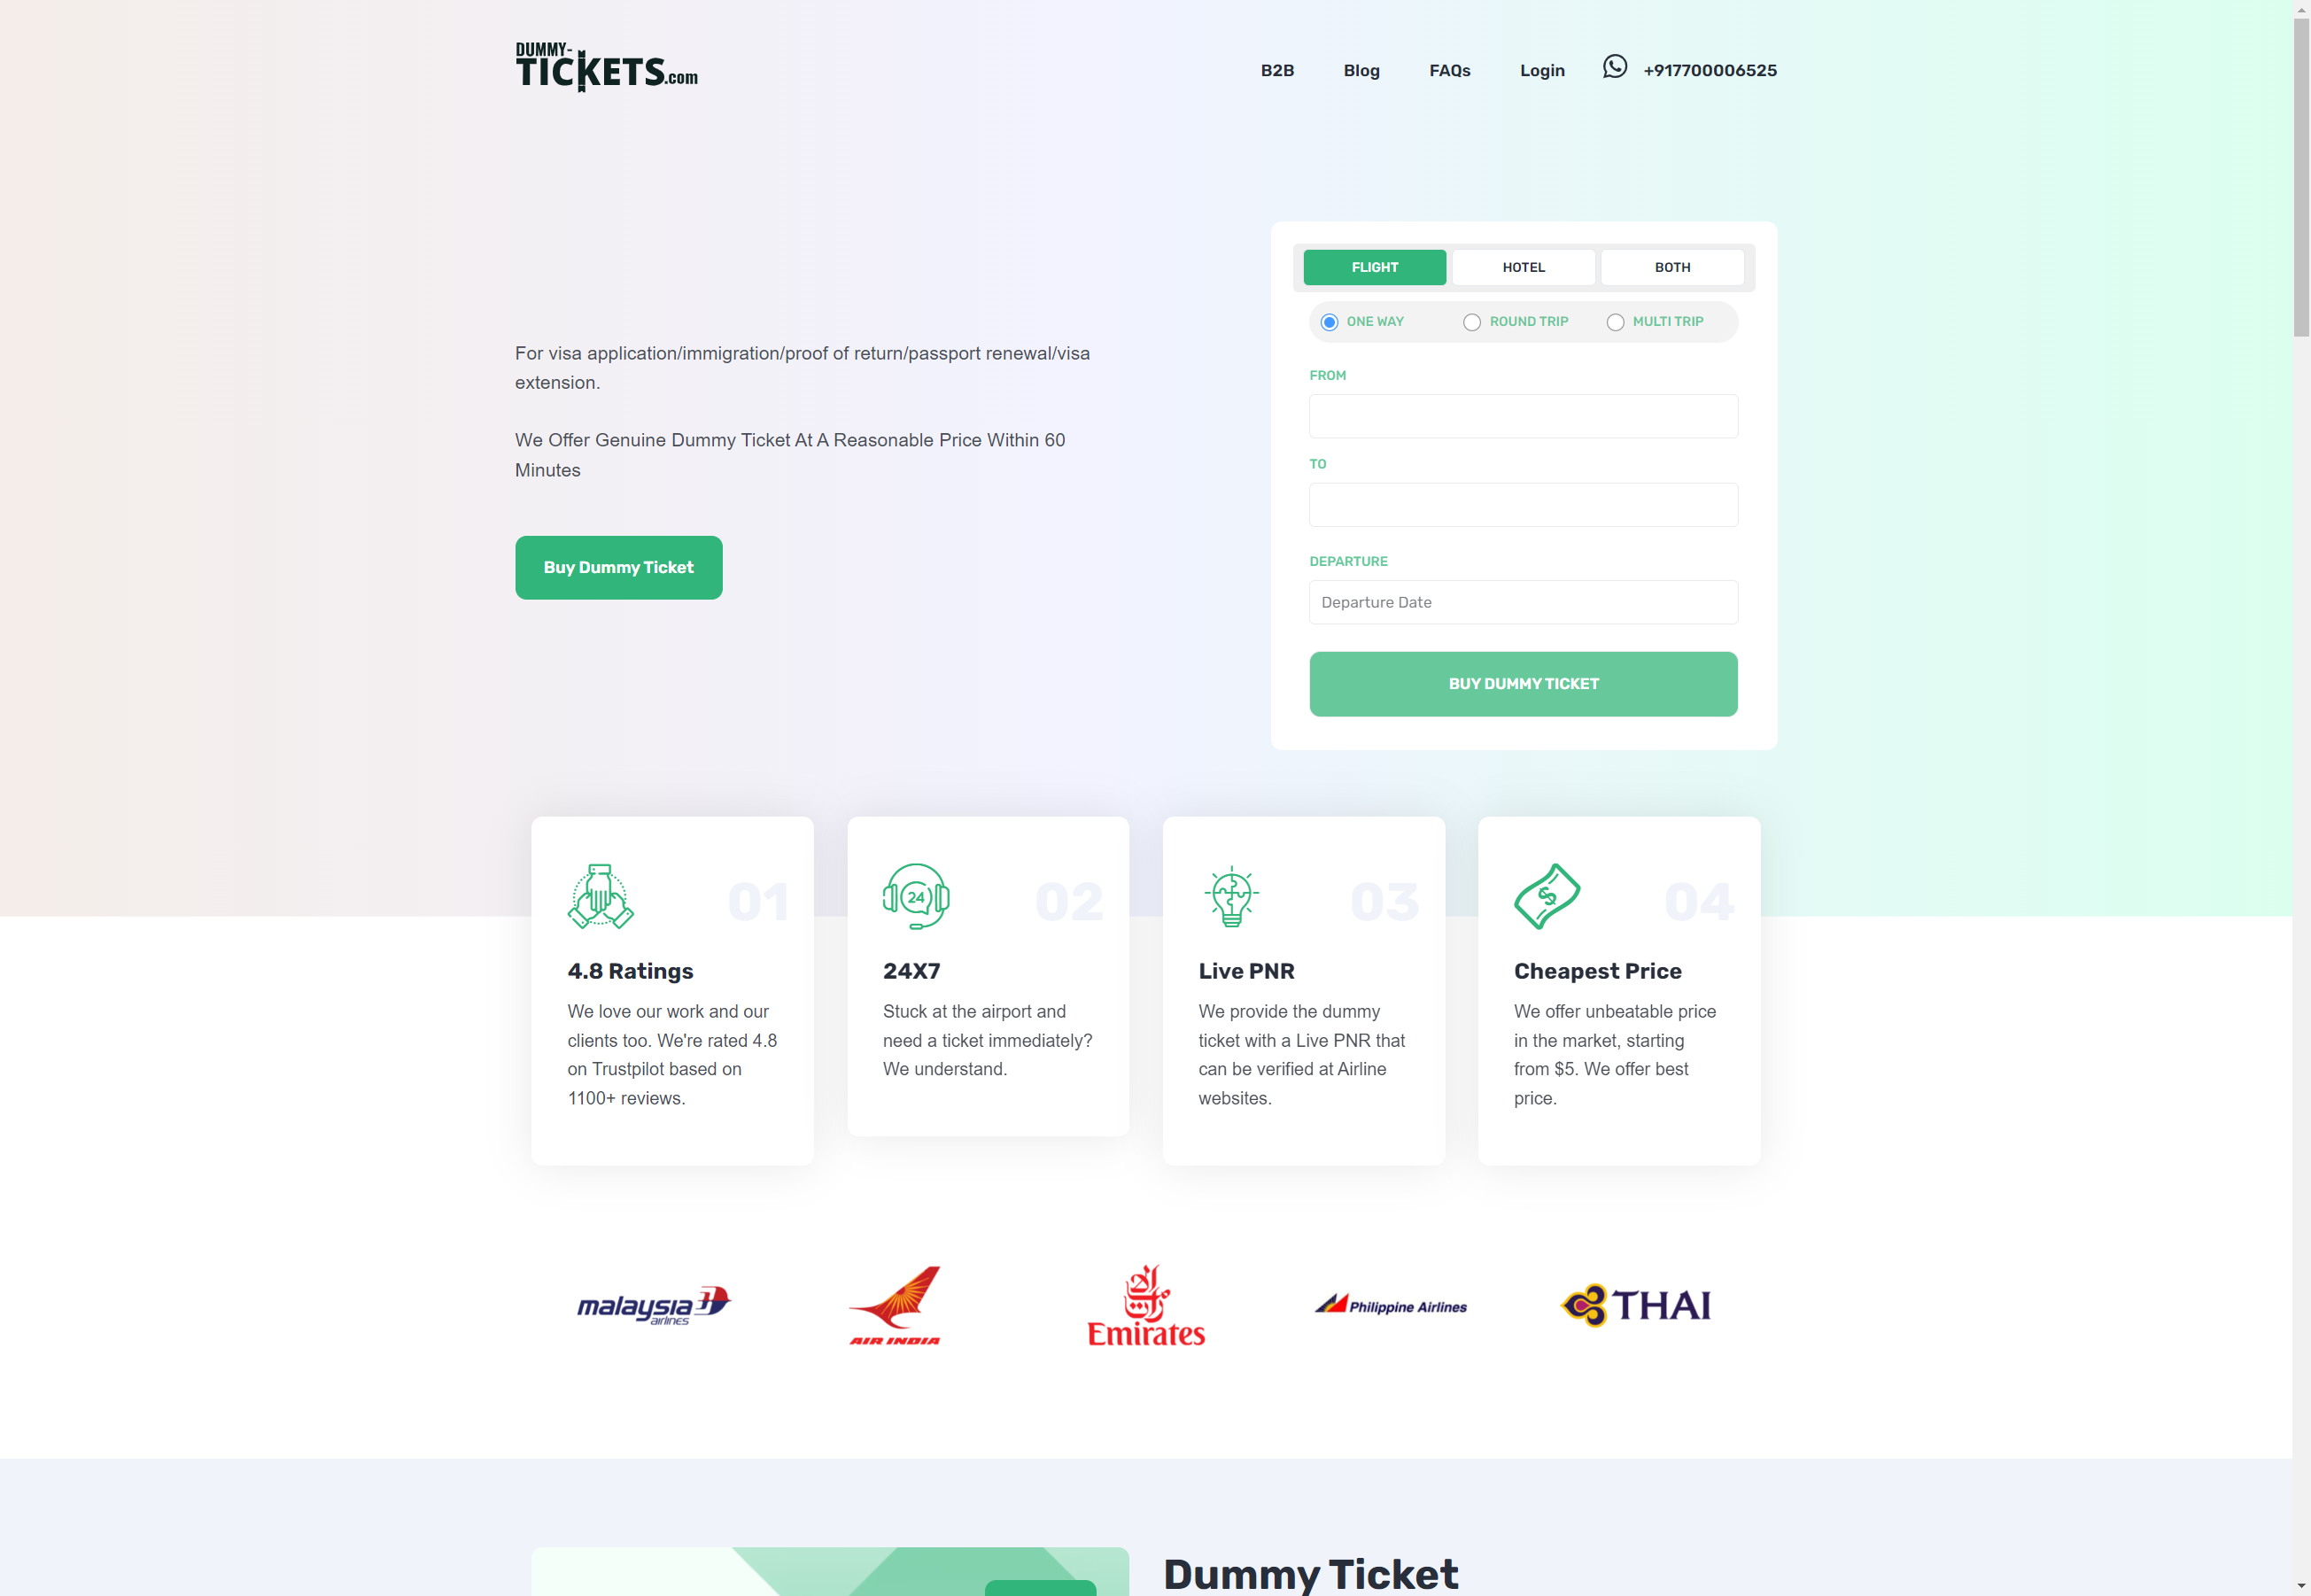 DUMMY-
TICKETS.com
B2B
Blog
FAQs
Login
+917700006525
For visa application/immigration/proof of return/passport renewal/visa
extension.
We Offer Genuine Dummy Ticket At A Reasonable Price Within 60
Minutes
Buy Dummy Ticket
FLIGHT
HOTEL
BOTH
ONE WAY
ROUND TRIP
MULTI TRIP
FROM
TO
DEPARTURE
Departure Date
BUY DUMMY TICKET
01
4.8 Ratings
We love our work and our
clients too. We're rated 4.8
on Trustpilot based on
1100+ reviews.
24
02
24X7
Stuck at the airport and
need a ticket immediately?
We understand.
03
Live PNR
We provide the dummy
ticket with a Live PNR that
can be verified at Airline
websites.
$
04
Cheapest Price
We offer unbeatable price
in the market, starting
from $5. We offer best
price.
malaysia
airlines
AIR INDIA
Emirates
Philippine Airlines
THAI
Dummy Ticket